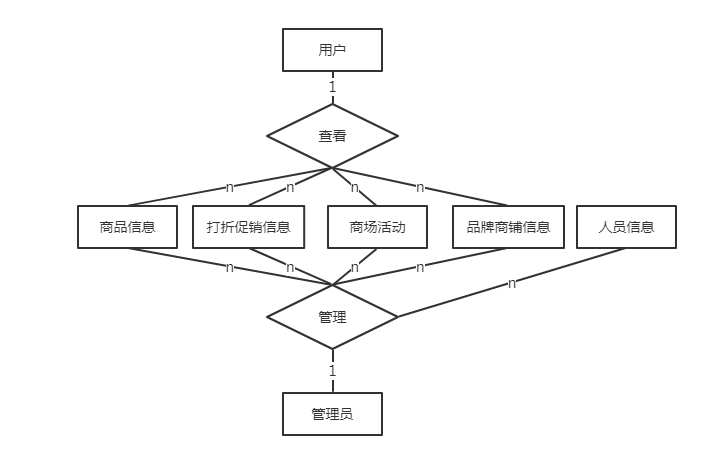 用户
1
查看
n n n n
商品信息 打折促销信息 商场活动 品牌商铺信息 人员信息
n n n n n
管理
1
管理员